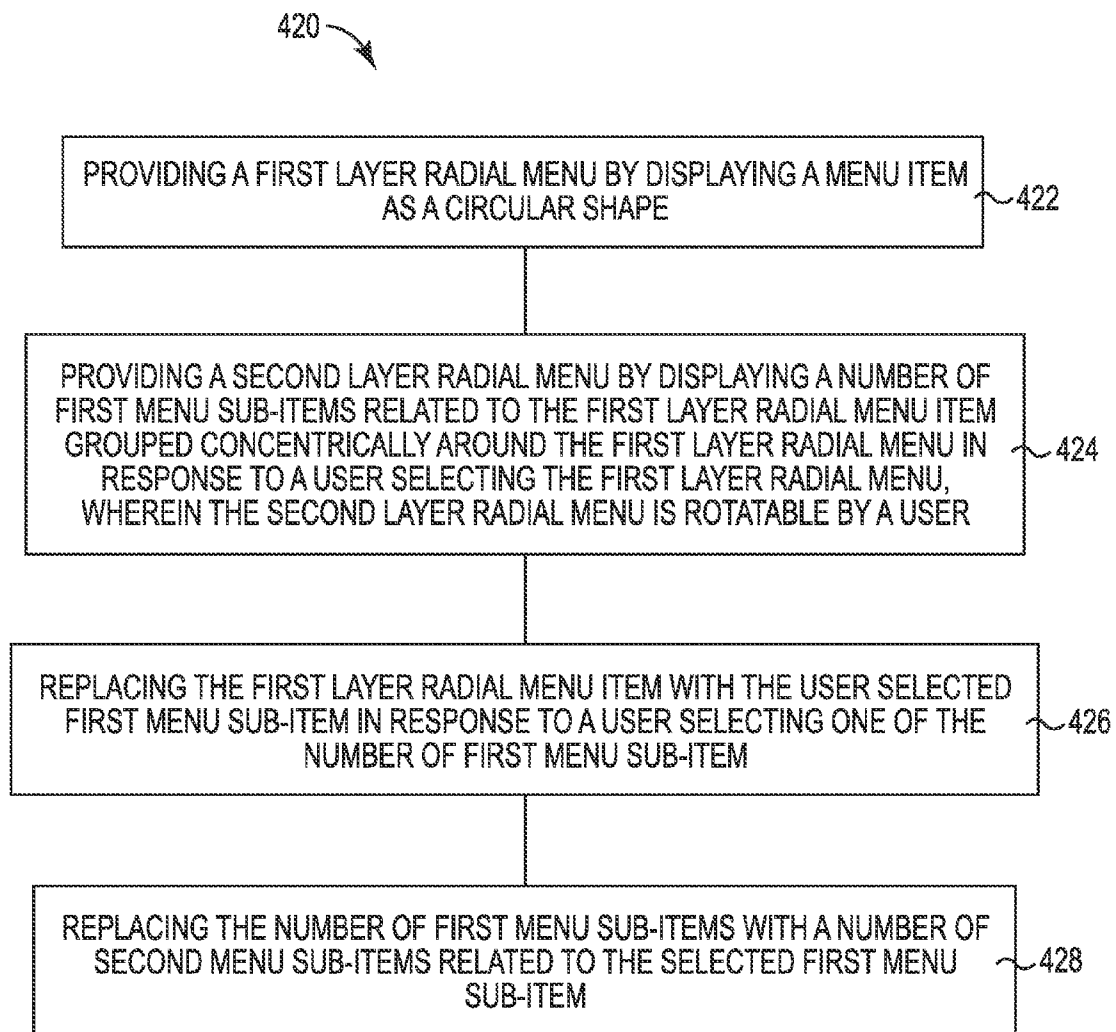 420
PROVIDING A FIRST LAYER RADIAL MENU BY DISPLAYING A MENU ITEM
AS A CIRCULAR SHAPE
422
PROVIDING A SECOND LAYER RADIAL MENU BY DISPLAYING A NUMBER OF
FIRST MENU SUB-ITEMS RELATED TO THE FIRST LAYER RADIAL MENU ITEM
GROUPED CONCENTRICALLY AROUND THE FIRST LAYER RADIAL MENU IN
RESPONSE TO A USER SELECTING THE FIRST LAYER RADIAL MENU,
WHEREIN THE SECOND LAYER RADIAL MENU IS ROTATABLE BY A USER
424
REPLACING THE FIRST LAYER RADIAL MENU ITEM WITH THE USER SELECTED
FIRST MENU SUB-ITEM IN RESPONSE TO A USER SELECTING ONE OF THE
NUMBER OF FIRST MENU SUB-ITEM
426
REPLACING THE NUMBER OF FIRST MENU SUB-ITEMS WITH A NUMBER OF
SECOND MENU SUB-ITEMS RELATED TO THE SELECTED FIRST MENU
SUB-ITEM
428